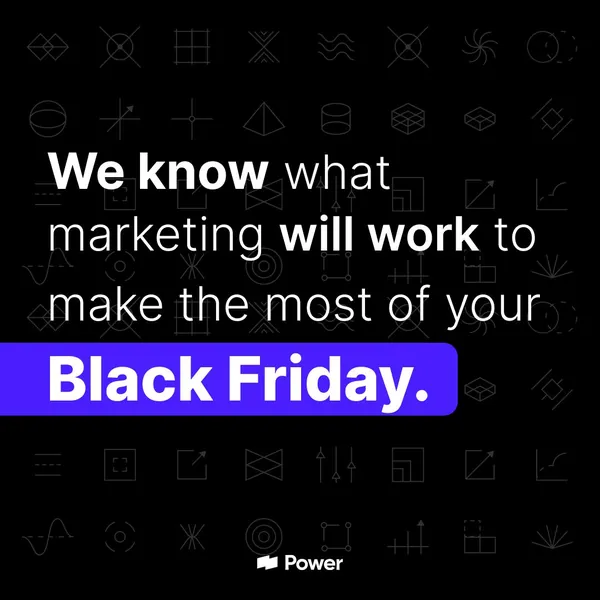 We know what
marketing will work to
make the most of your
Black Friday.
Power